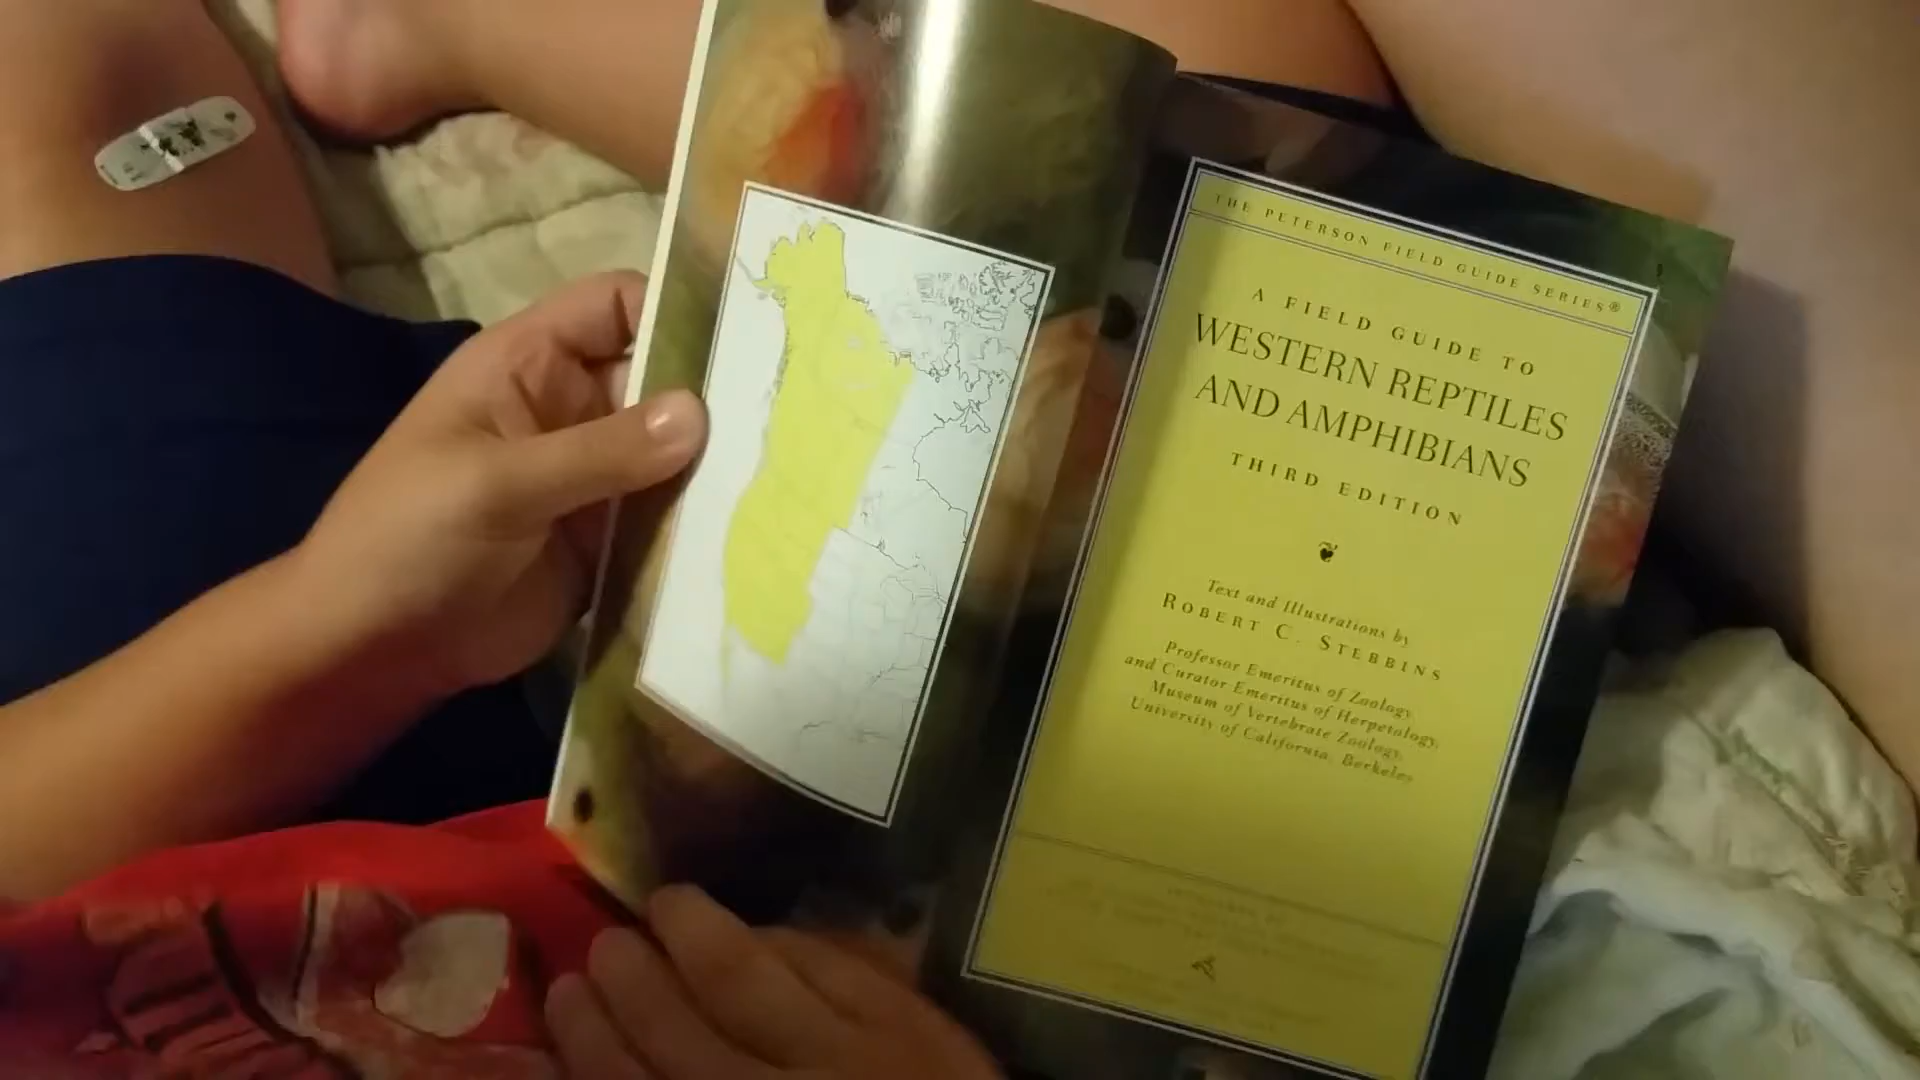 THE PETERSON FIELD GUIDE SERIES®
A FIELD GUIDE TO
WESTERN REPTILES
AND AMPHIBIANS
THIRD EDITION
Text and Illustrations by
ROBERT C. STEBBINS
Professor Emeritus of Zoology
and Curator Emeritus of Herpetology,
Museum of Vertebrate Zoology,
University of California, Berkeley